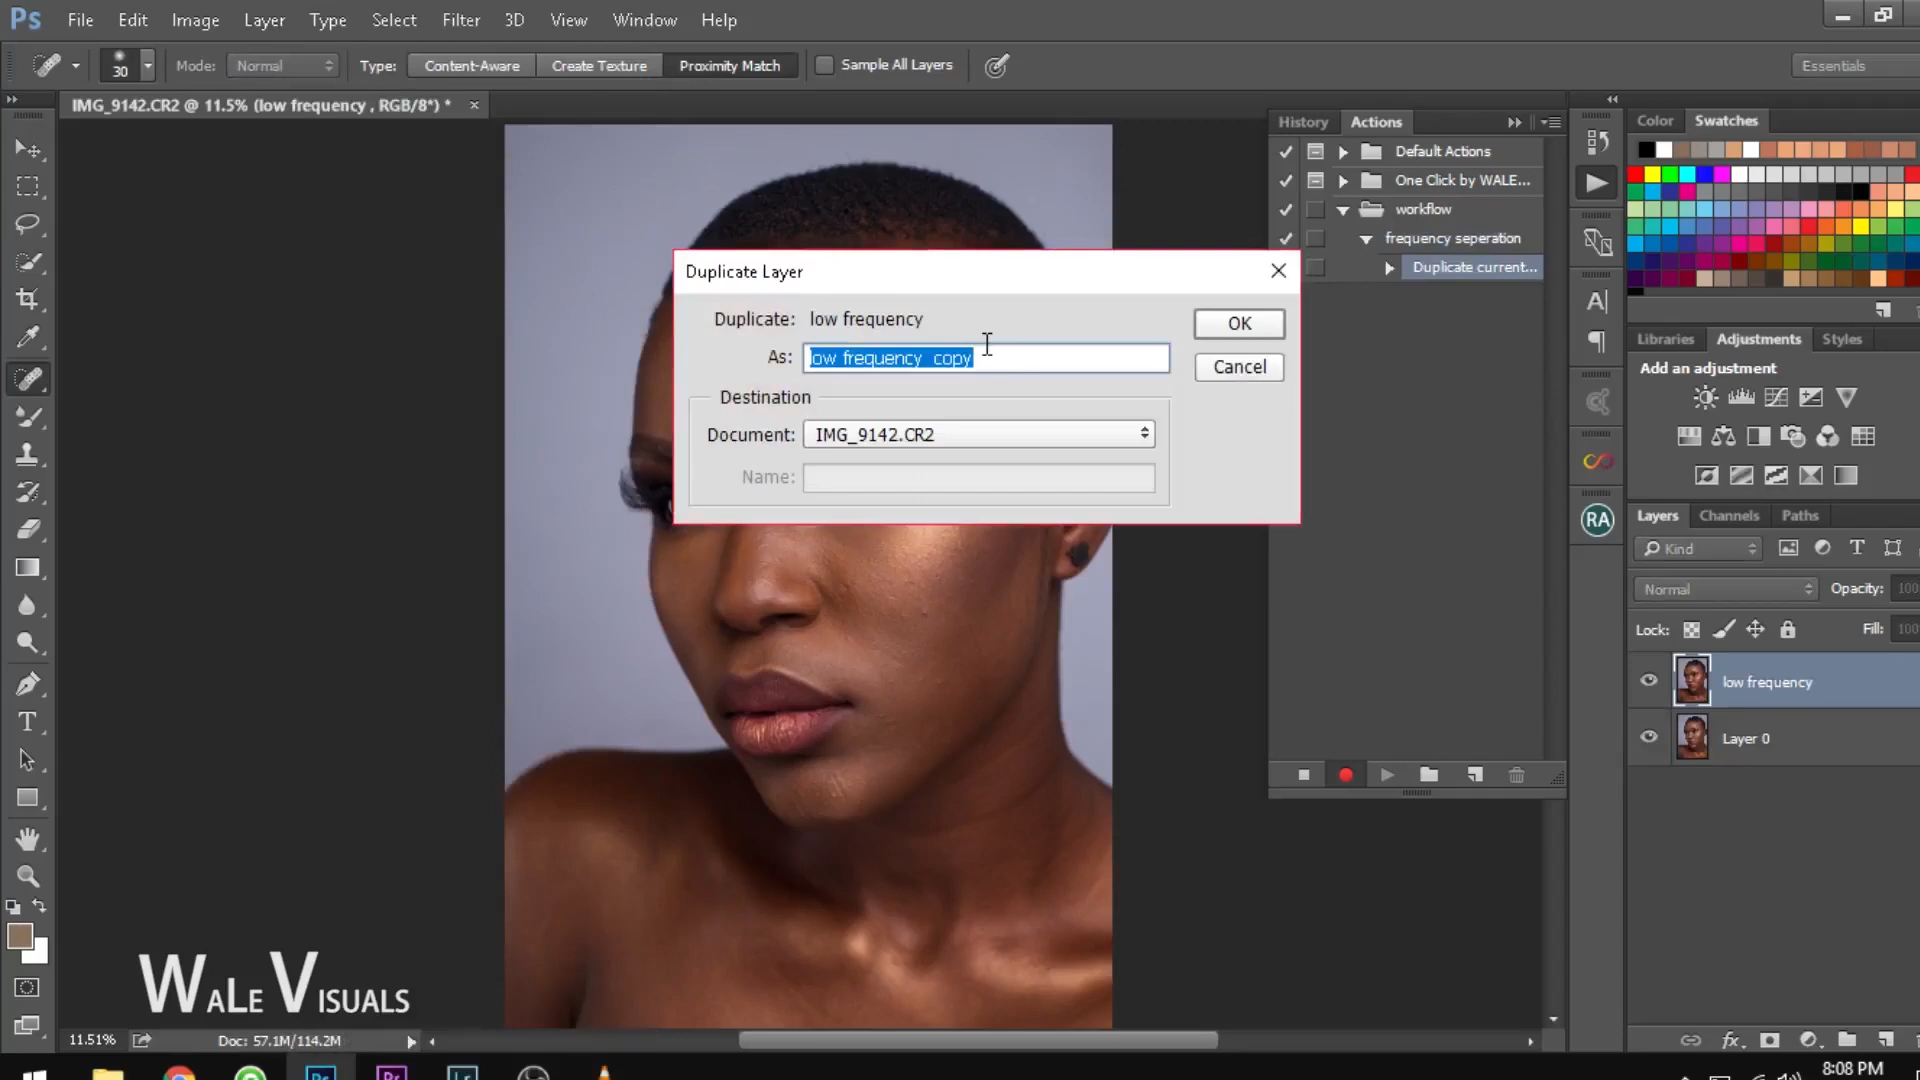 Ps File Edit Image Layer Type Select Filter 3D View Window Help
30 Mode: Normal Type: Content-Aware Create Texture Proximity Match Sample All Layers Essentials
IMG_9142.CR2 @ 11.5% (low frequency , RGB/8*) *
History Actions
Default Actions
One Click by WALE...
workflow
frequency seperation
Duplicate current...
Color Swatches
Duplicate Layer
Duplicate: low frequency
As: low frequency copy
OK
Cancel
Destination
Document: IMG_9142.CR2
Name:
Libraries Adjustments Styles
Add an adjustment
RA
Layers Channels Paths
Kind
Normal Opacity: 100
Lock: Fill: 100
low frequency
Layer 0
WALE VISUALS
11.51% Doc: 57.1M/114.2M
Ps Pr Lr
8:08 PM